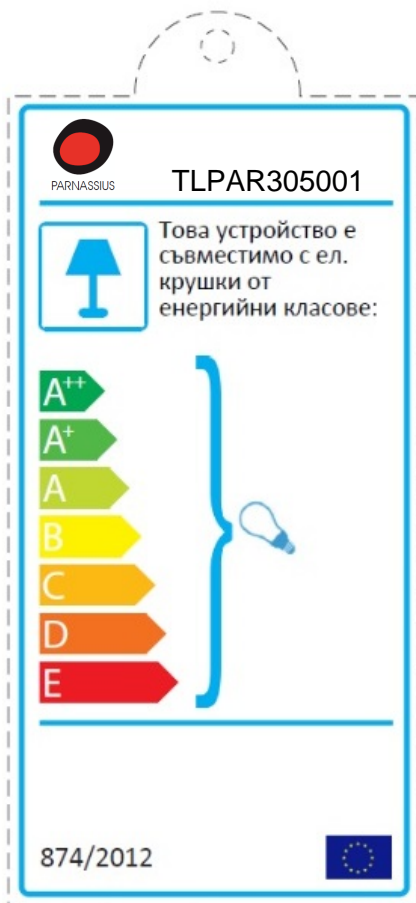 PARNASSIUS
TLPAR305001
Това устройство е
съвместимо с ел.
крушки от
енергийни класове:
A++
A+
A
B
C
D
E
874/2012